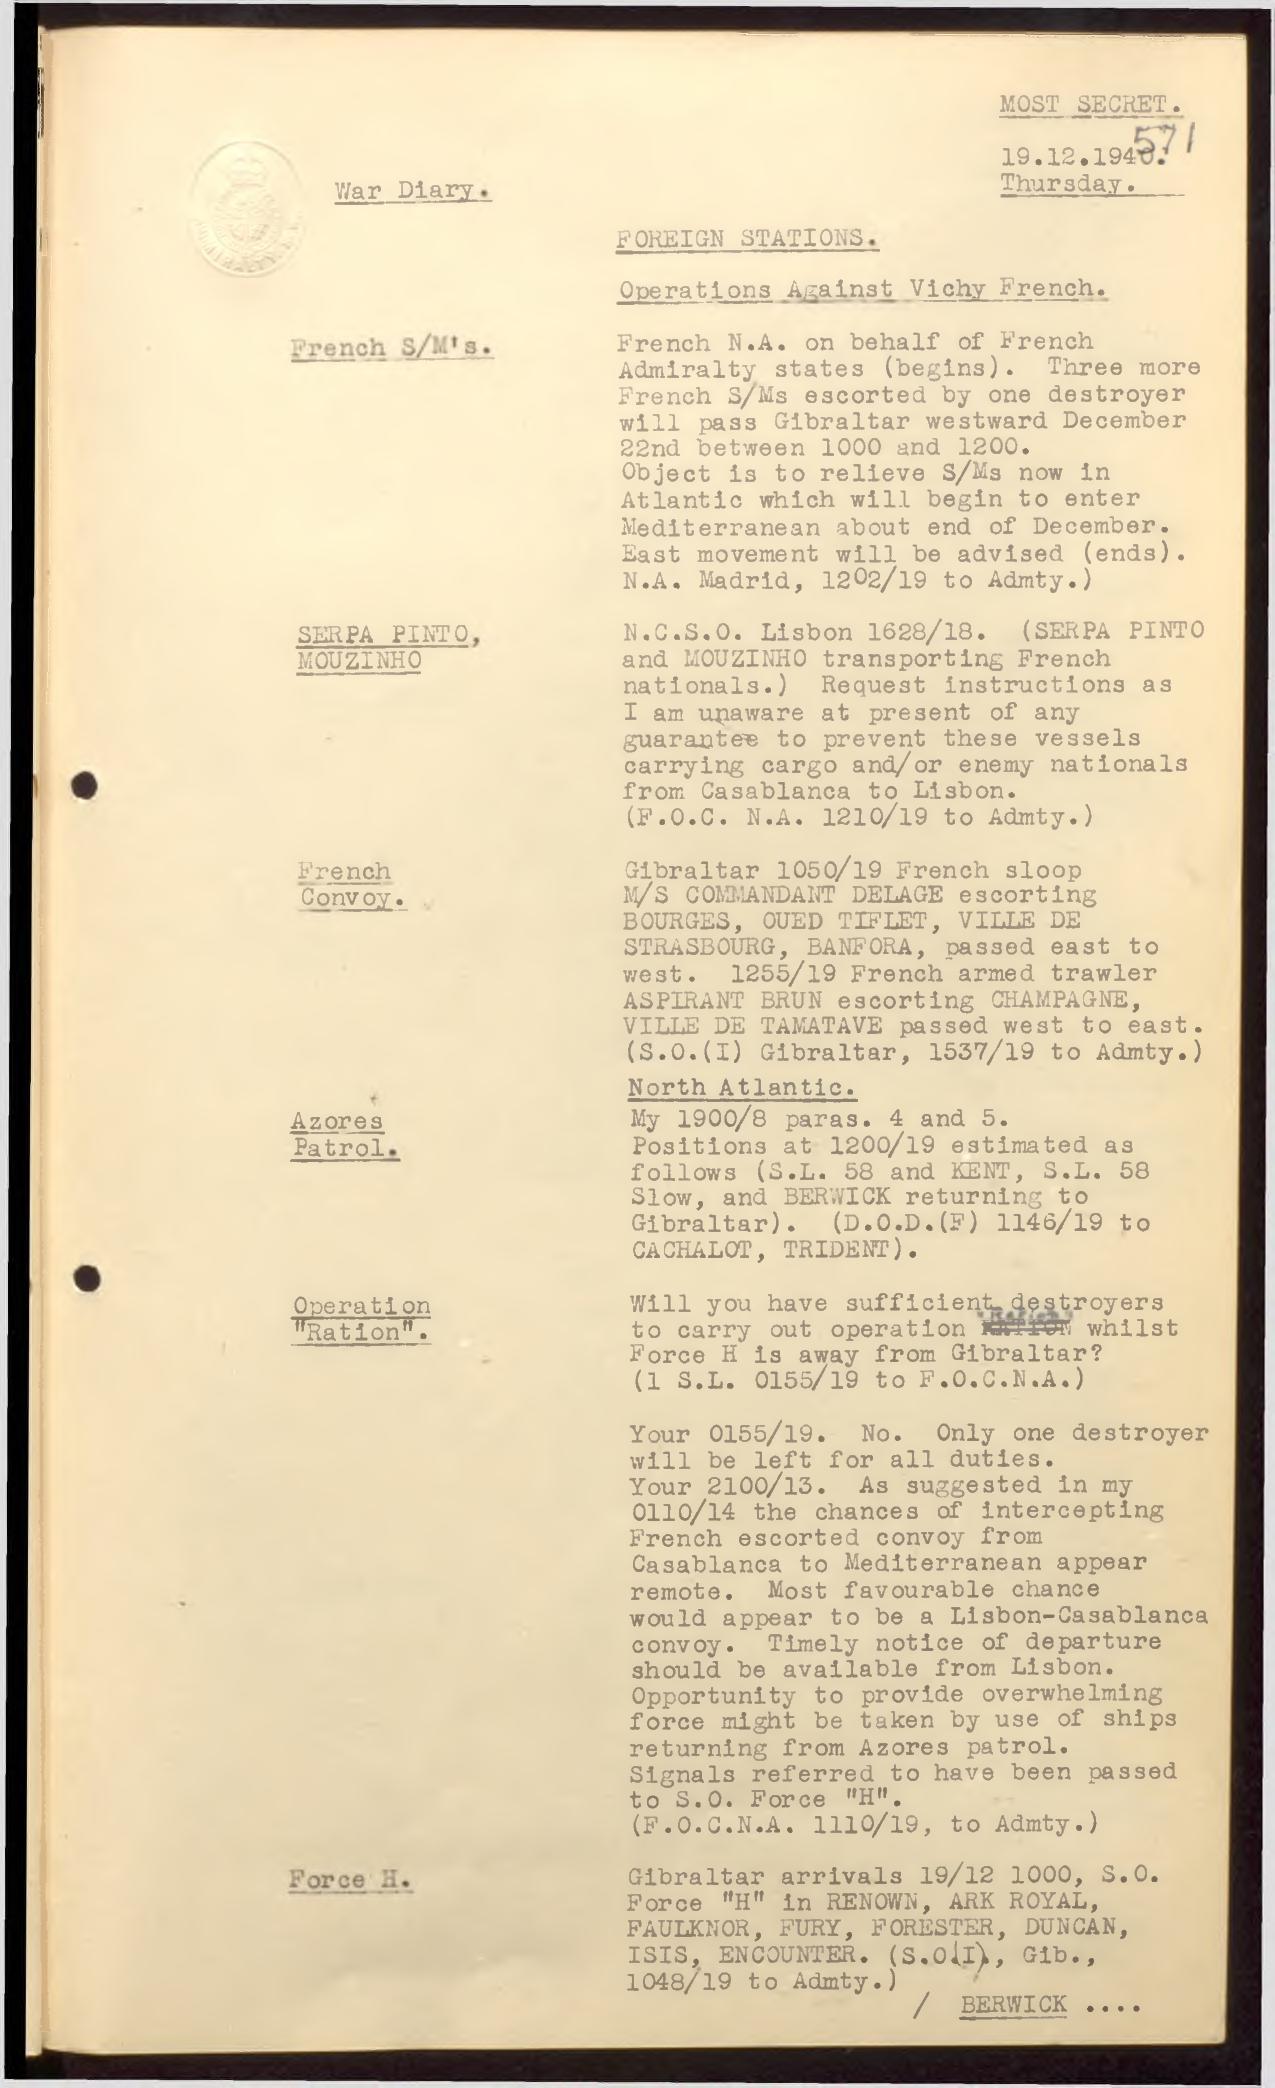 MOST SECRET.
571
19.12.1940.
Thursday.
War Diary.
FOREIGN STATIONS.
Operations Against Vichy French.
French S/M's.
French N.A. on behalf of French
Admiralty states (begins). Three more
French S/Ms escorted by one destroyer
will pass Gibraltar westward December
22nd between 1000 and 1200.
Object is to relieve S/Ms now in
Atlantic which will begin to enter
Mediterranean about end of December.
East movement will be advised (ends).
N.A. Madrid, 1202/19 to Admty.)
SERPA PINTO,
MOUZINHO
N.C.S.O. Lisbon 1628/18. (SERPA PINTO
and MOUZINHO transporting French
nationals.) Request instructions as
I am unaware at present of any
guarantee to prevent these vessels
carrying cargo and/or enemy nationals
from Casablanca to Lisbon.
(F.O.C. N.A. 1210/19 to Admty.)
French
Convoy.
Gibraltar 1050/19 French sloop
M/S COMMANDANT DELAGE escorting
BOURGES, OUED TIFLET, VILLE DE
STRASBOURG, BANFORA, passed east to
west. 1255/19 French armed trawler
ASPIRANT BRUN escorting CHAMPAGNE,
VILLE DE TAMATAVE passed west to east.
(S.O.(I) Gibraltar, 1537/19 to Admty.)
North Atlantic.
Azores
Patrol.
My 1900/8 paras. 4 and 5.
Positions at 1200/19 estimated as
follows (S.L. 58 and KENT, S.L. 58
Slow, and BERWICK returning to
Gibraltar). (D.O.D.(F) 1146/19 to
CACHALOT, TRIDENT).
Operation
"Ration".
Will you have sufficient destroyers
to carry out operation "Ration" whilst
Force H is away from Gibraltar?
(1 S.L. 0155/19 to F.O.C.N.A.)
Your 0155/19. No. Only one destroyer
will be left for all duties.
Your 2100/13. As suggested in my
0110/14 the chances of intercepting
French escorted convoy from
Casablanca to Mediterranean appear
remote. Most favourable chance
would appear to be a Lisbon-Casablanca
convoy. Timely notice of departure
should be available from Lisbon.
Opportunity to provide overwhelming
force might be taken by use of ships
returning from Azores patrol.
Signals referred to have been passed
to S.O. Force "H".
(F.O.C.N.A. 1110/19, to Admty.)
Force H.
Gibraltar arrivals 19/12 1000, S.O.
Force "H" in RENOWN, ARK ROYAL,
FAULKNOR, FURY, FORESTER, DUNCAN,
ISIS, ENCOUNTER. (S.O.(I)., Gib.,
1048/19 to Admty.)
/ BERWICK ....